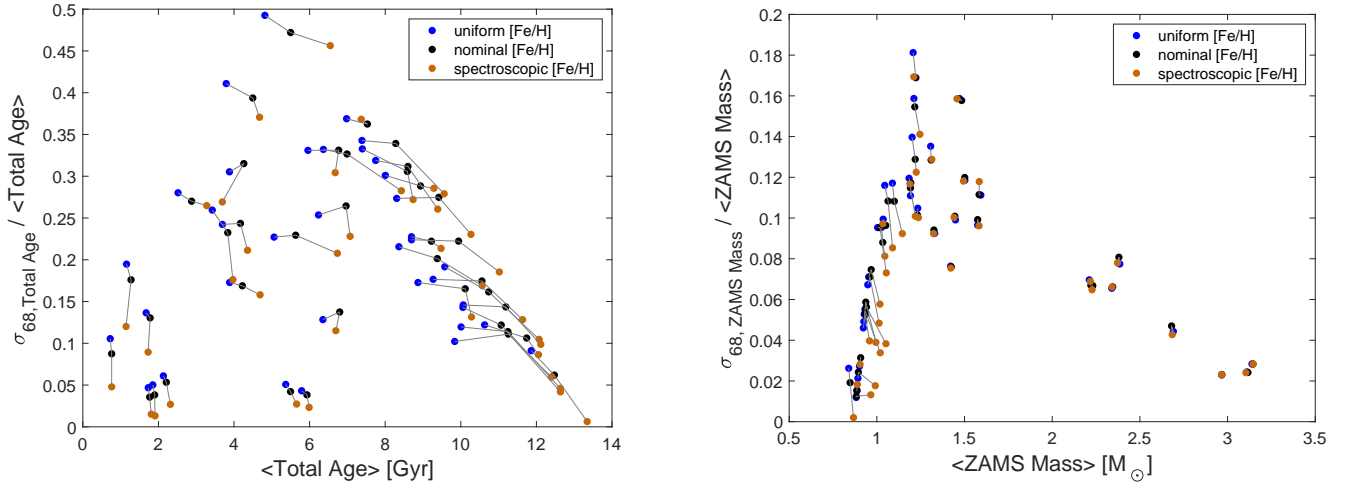 σ68,Total Age / <Total Age>
0.5
0.45
0.4
0.35
0.3
0.25
0.2
0.15
0.1
0.05
0
uniform [Fe/H]
nominal [Fe/H]
spectroscopic [Fe/H]
0 2 4 6 8 10 12 14
<Total Age> [Gyr]
σ68, ZAMS Mass / <ZAMS Mass>
0.2
0.18
0.16
0.14
0.12
0.1
0.08
0.06
0.04
0.02
0
uniform [Fe/H]
nominal [Fe/H]
spectroscopic [Fe/H]
0.5 1 1.5 2 2.5 3 3.5
<ZAMS Mass> [M⊙]